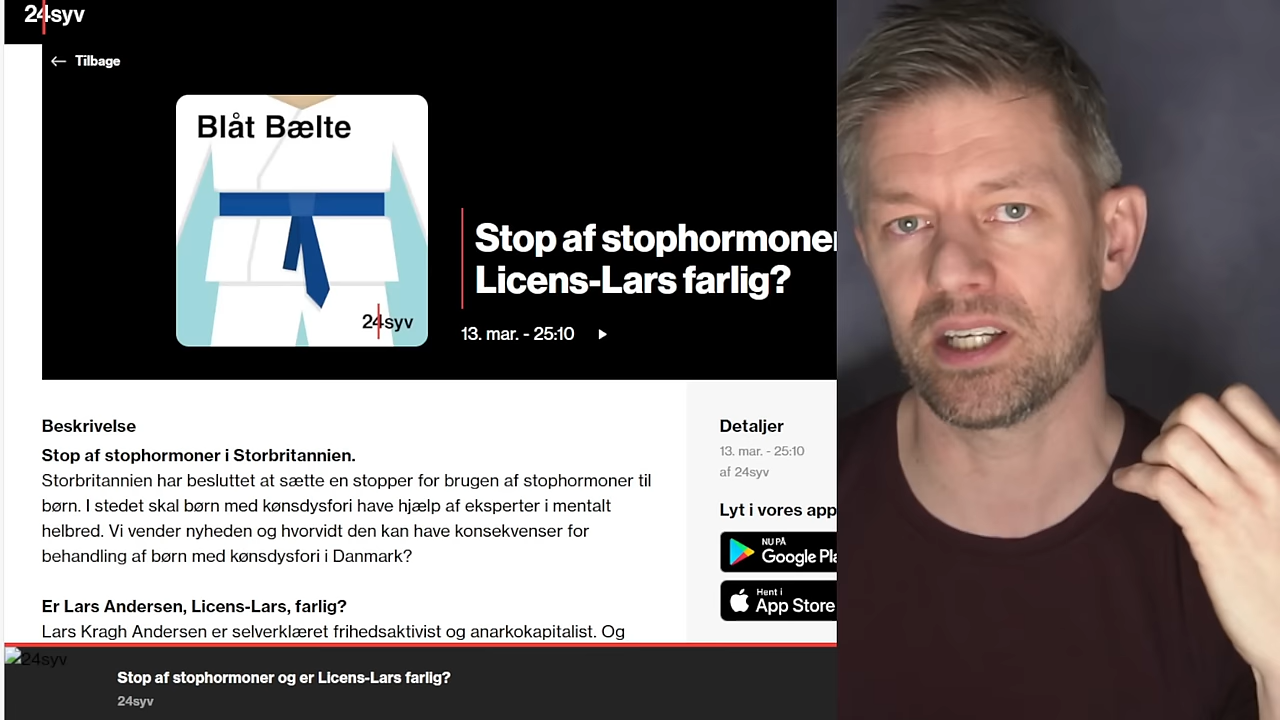 24syv
Tilbage
Blåt Bælte
24syv
Stop af stophormoner
Licens-Lars farlig?
13. mar. - 25:10
Beskrivelse
Stop af stophormoner i Storbritannien.
Storbritannien har besluttet at sætte en stopper for brugen af stophormoner til
børn. I stedet skal børn med kønsdysfori have hjælp af eksperter i mentalt
helbred. Vi vender nyheden og hvorvidt den kan have konsekvenser for
behandling af børn med kønsdysfori i Danmark?
Er Lars Andersen, Licens-Lars, farlig?
Lars Kragh Andersen er selverklæret frihedsaktivist og anarkokapitalist. Og
Detaljer
13. mar. - 25:10
af 24syv
Lyt i vores app
NU PÅ
Google Pla
Hent i
App Store
24syv
Stop af stophormoner og er Licens-Lars farlig?
24syv